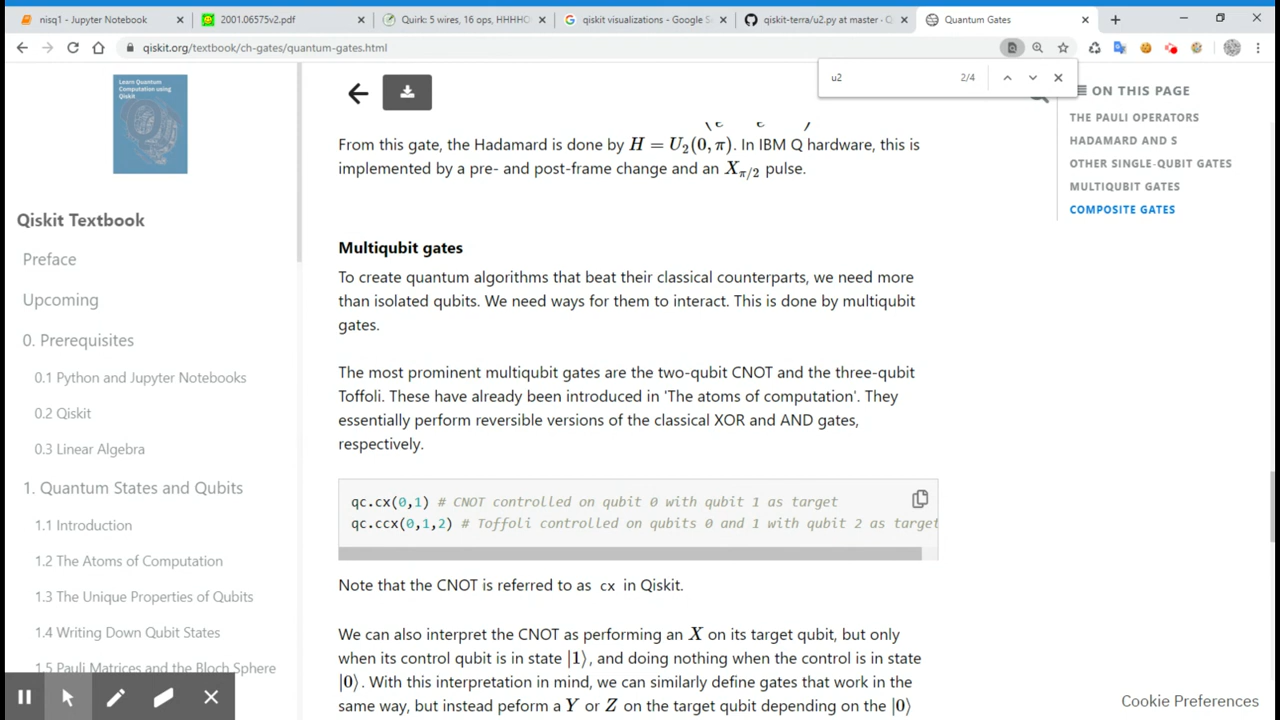 nisq1 - Jupyter Notebook
2001.06575v2.pdf
Quirk: 5 wires, 16 ops, HHHHO
qiskit visualizations - Google S
qiskit-terra/u2.py at master · Q
Quantum Gates
qiskit.org/textbook/ch-gates/quantum-gates.html
u2
2/4
Learn Quantum
Computation using
Qiskit
Qiskit Textbook
Preface
Upcoming
0. Prerequisites
0.1 Python and Jupyter Notebooks
0.2 Qiskit
0.3 Linear Algebra
1. Quantum States and Qubits
1.1 Introduction
1.2 The Atoms of Computation
1.3 The Unique Properties of Qubits
1.4 Writing Down Qubit States
1.5 Pauli Matrices and the Bloch Sphere
From this gate, the Hadamard is done by H = U₂(0, π). In IBM Q hardware, this is
implemented by a pre- and post-frame change and an X_{π/2} pulse.
Multiqubit gates
To create quantum algorithms that beat their classical counterparts, we need more
than isolated qubits. We need ways for them to interact. This is done by multiqubit
gates.
The most prominent multiqubit gates are the two-qubit CNOT and the three-qubit
Toffoli. These have already been introduced in 'The atoms of computation'. They
essentially perform reversible versions of the classical XOR and AND gates,
respectively.
qc.cx(0,1) # CNOT controlled on qubit 0 with qubit 1 as target
qc.ccx(0,1,2) # Toffoli controlled on qubits 0 and 1 with qubit 2 as target
Note that the CNOT is referred to as cx in Qiskit.
We can also interpret the CNOT as performing an X on its target qubit, but only
when its control qubit is in state |1⟩, and doing nothing when the control is in state
|0⟩. With this interpretation in mind, we can similarly define gates that work in the
same way, but instead peform a Y or Z on the target qubit depending on the |0⟩
ON THIS PAGE
THE PAULI OPERATORS
HADAMARD AND S
OTHER SINGLE-QUBIT GATES
MULTIQUBIT GATES
COMPOSITE GATES
Cookie Preferences